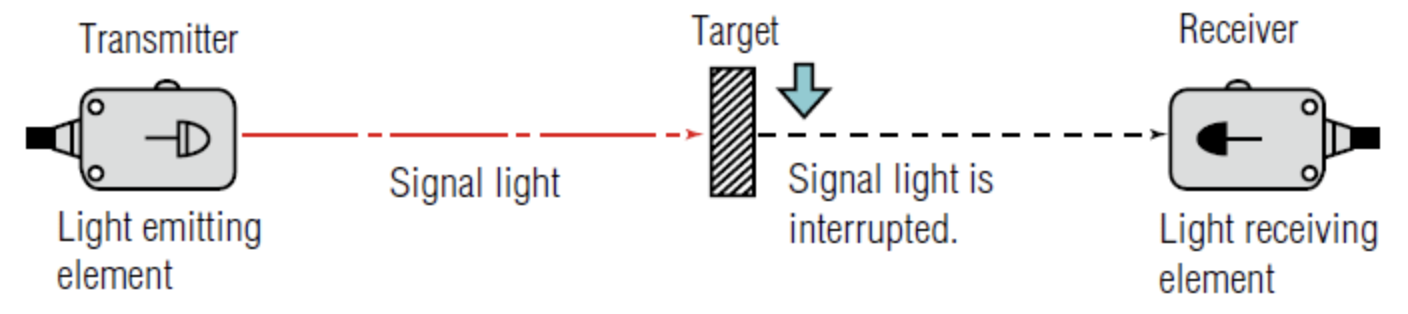 Transmitter
Target
Receiver
Signal light
Signal light is
interrupted.
Light emitting
element
Light receiving
element